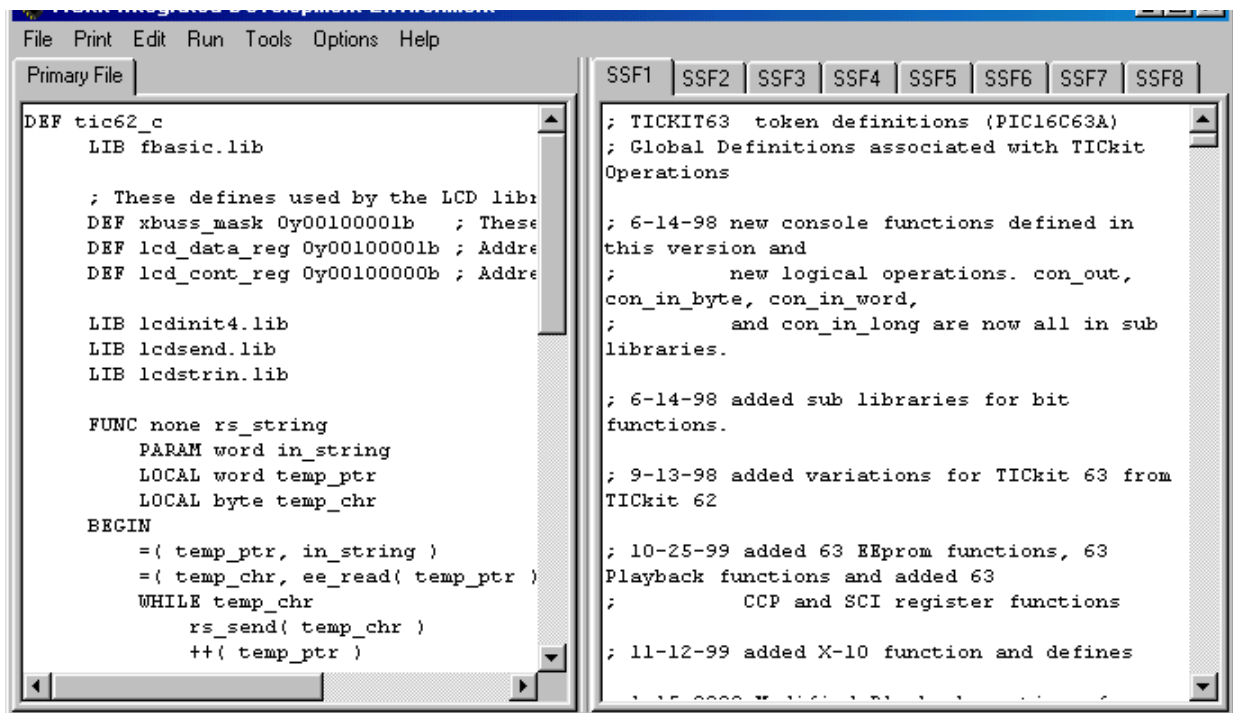 TICkit Integrated Development Environment
File Print Edit Run Tools Options Help
Primary File
DEF tic62_c
LIB fbasic.lib
; These defines used by the LCD libr
DEF xbuss_mask 0y00100001b ; These
DEF lcd_data_reg 0y00100001b ; Addre
DEF lcd_cont_reg 0y00100000b ; Addre
LIB lcdinit4.lib
LIB lcdsend.lib
LIB lcdstrin.lib
FUNC none rs_string
PARAM word in_string
LOCAL word temp_ptr
LOCAL byte temp_chr
BEGIN
=( temp_ptr, in_string )
=( temp_chr, ee_read( temp_ptr )
WHILE temp_chr
rs_send( temp_chr )
++( temp_ptr )
SSF1 SSF2 SSF3 SSF4 SSF5 SSF6 SSF7 SSF8
; TICKIT63 token definitions (PIC16C63A)
; Global Definitions associated with TICkit
Operations
; 6-14-98 new console functions defined in
this version and
; new logical operations. con_out,
con_in_byte, con_in_word,
; and con_in_long are now all in sub
libraries.
; 6-14-98 added sub libraries for bit
functions.
; 9-13-98 added variations for TICkit 63 from
TICkit 62
; 10-25-99 added 63 EEprom functions, 63
Playback functions and added 63
; CCP and SCI register functions
; 11-12-99 added X-10 function and defines